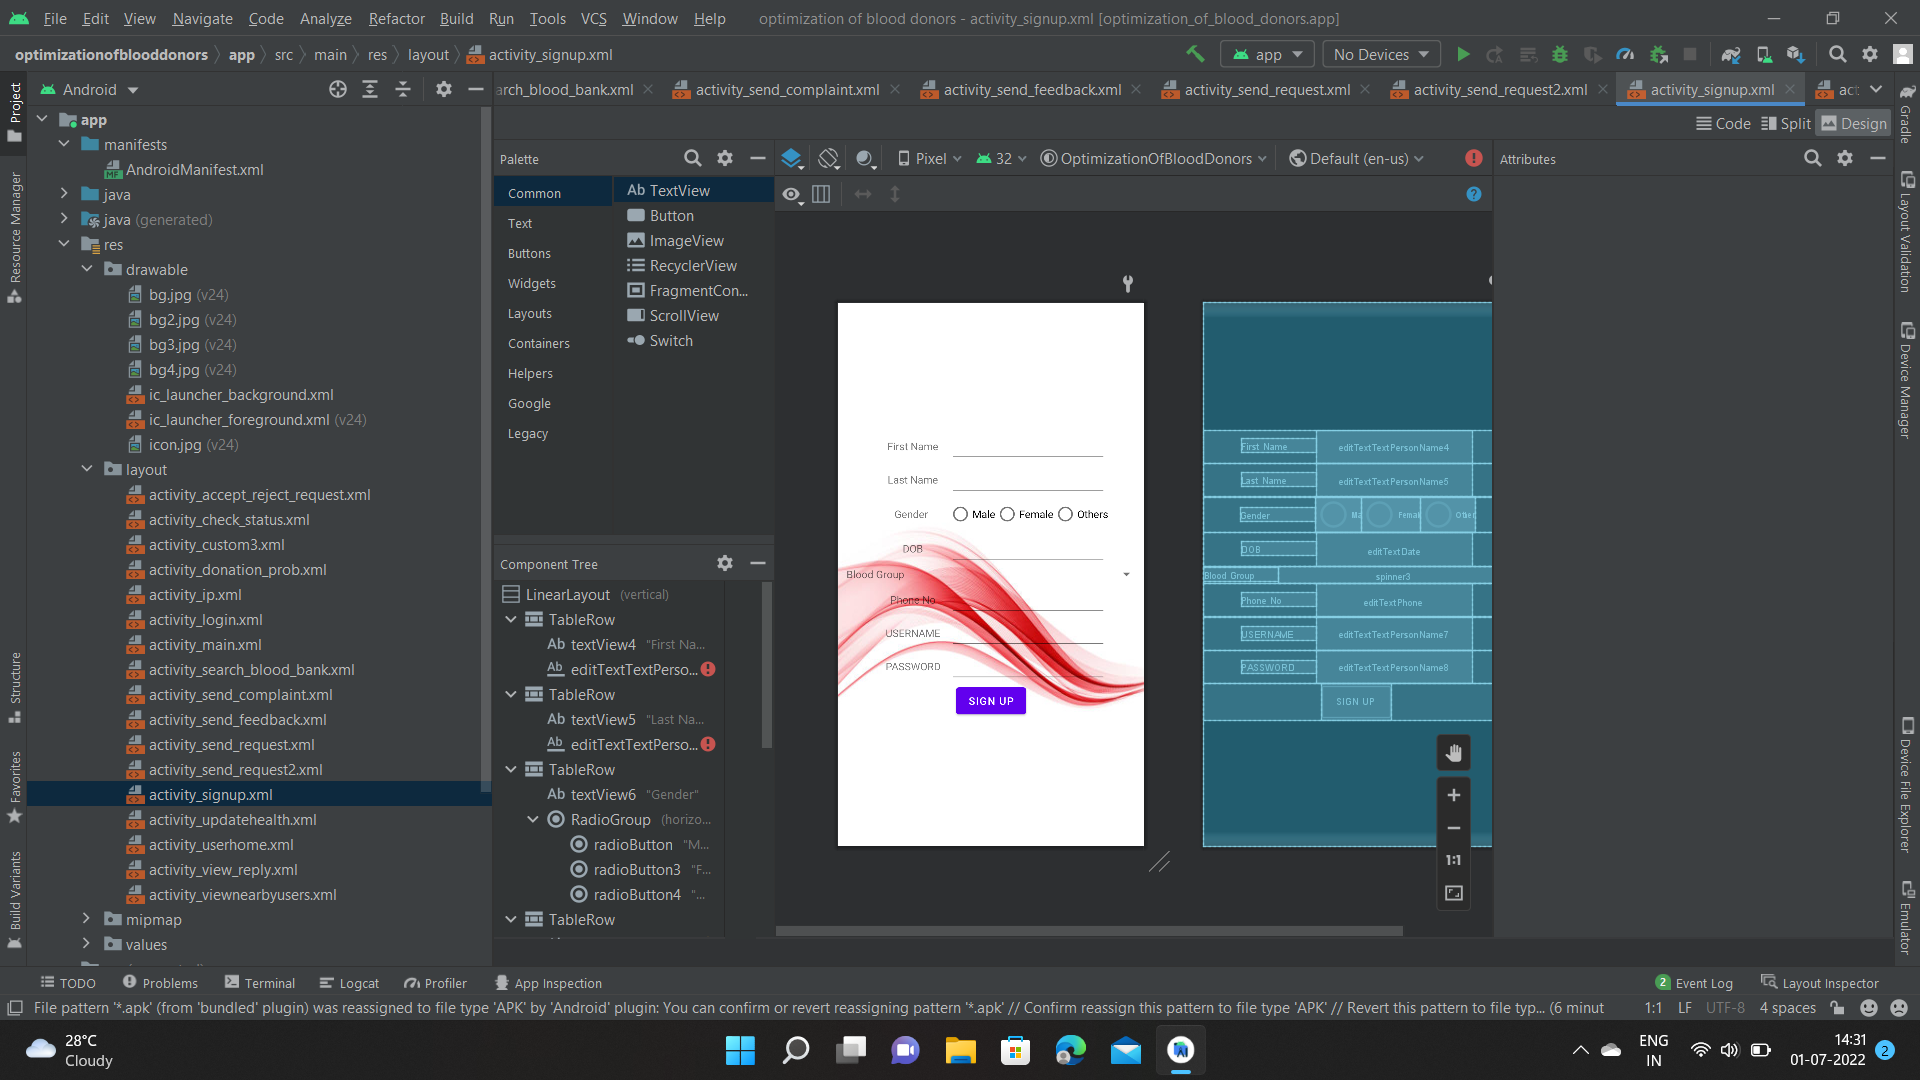 File Edit View Navigate Code Analyze Refactor Build Run Tools VCS Window Help optimization of blood donors - activity_signup.xml [optimization_of_blood_donors.app]
optimizationofblooddonors app src main res layout activity_signup.xml app No Devices
Android
arch_blood_bank.xml activity_send_complaint.xml activity_send_feedback.xml activity_send_request.xml activity_send_request2.xml activity_signup.xml
Code Split Design
Project
Resource Manager
Structure
Favorites
Build Variants
app
manifests
AndroidManifest.xml
java
java (generated)
res
drawable
bg.jpg (v24)
bg2.jpg (v24)
bg3.jpg (v24)
bg4.jpg (v24)
ic_launcher_background.xml
ic_launcher_foreground.xml (v24)
icon.jpg (v24)
layout
activity_accept_reject_request.xml
activity_check_status.xml
activity_custom3.xml
activity_donation_prob.xml
activity_ip.xml
activity_login.xml
activity_main.xml
activity_search_blood_bank.xml
activity_send_complaint.xml
activity_send_feedback.xml
activity_send_request.xml
activity_send_request2.xml
activity_signup.xml
activity_updatehealth.xml
activity_userhome.xml
activity_view_reply.xml
activity_viewnearbyusers.xml
mipmap
values
Palette
Common
Text
Buttons
Widgets
Layouts
Containers
Helpers
Google
Legacy
Ab TextView
Button
ImageView
RecyclerView
FragmentCon...
ScrollView
Switch
Component Tree
LinearLayout (vertical)
TableRow
Ab textView4 "First Na...
Ab editTextTextPerso...
TableRow
Ab textView5 "Last Na...
Ab editTextTextPerso...
TableRow
Ab textView6 "Gender"
RadioGroup (horizo...
radioButton "M...
radioButton3 "F...
radioButton4 "...
TableRow
Pixel 32 OptimizationOfBloodDonors Default (en-us)
First Name
Last Name
Gender Male Female Others
DOB
Blood Group
Phone No
USERNAME
PASSWORD
SIGN UP
First Name editTextTextPersonName4
Last Name editTextTextPersonName5
Gender Ma Femal Other
DOB editTextDate
Blood Group spinner3
Phone No editTextPhone
USERNAME editTextTextPersonName7
PASSWORD editTextTextPersonName8
SIGN UP
1:1
Attributes
Gradle
Layout Validation
Device Manager
Device File Explorer
Emulator
TODO Problems Terminal Logcat Profiler App Inspection 2 Event Log Layout Inspector
File pattern '*.apk' (from 'bundled' plugin) was reassigned to file type 'APK' by 'Android' plugin: You can confirm or revert reassigning pattern '*.apk' // Confirm reassign this pattern to file type 'APK' // Revert this pattern to file typ... (6 minut 1:1 LF UTF-8 4 spaces
28°C
Cloudy
ENG
IN
14:31
01-07-2022
2